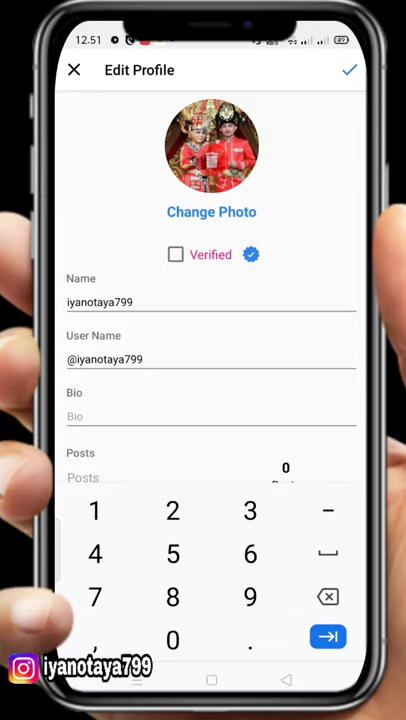 12.51
49
Edit Profile
Change Photo
Verified
Name
iyanotaya799
User Name
@iyanotaya799
Bio
Bio
Posts
0
Posts
1 2 3 -
4 5 6
7 8 9
, 0 .
iyanotaya799